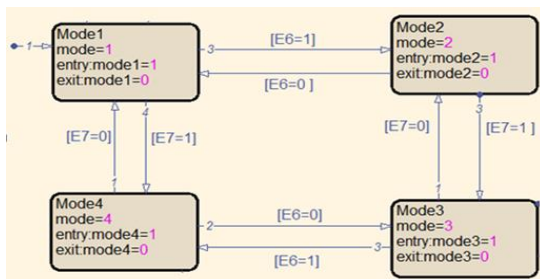 Mode1
mode=1
entry:mode1=1
exit:mode1=0
1
3
[E6=1]
[E6=0 ]
Mode2
mode=2
entry:mode2=1
exit:mode2=0
4
3
[E7=0]
[E7=1]
[E7=0]
[E7=1 ]
1
1
Mode4
mode=4
entry:mode4=1
exit:mode4=0
2
[E6=0]
3
[E6=1]
Mode3
mode=3
entry:mode3=1
exit:mode3=0